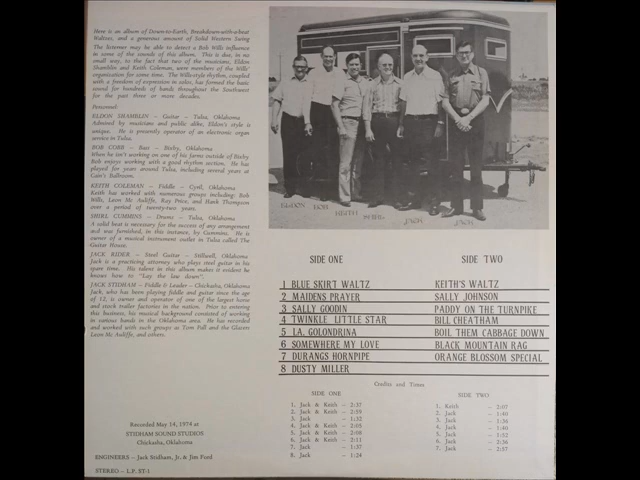 Here is an album of Down-to-Earth, Breakdown-with-a-beat
Waltzes, and a generous amount of Solid Western Swing
The listener may be able to detect a Bob Wills influence
in some of the sounds of this album. This is due, in no
small way, to the fact that two of the musicians, Eldon
Shamblin and Keith Coleman, were members of the Wills'
organization for some time. The Wills-style rhythm, coupled
with a freedom of expression in solos, has formed the basic
sound for hundreds of bands throughout the Southwest
for the past three or more decades.
Personnel:
ELDON SHAMBLIN - Guitar - Tulsa, Oklahoma
Admired by musicians and public alike, Eldon's style is
unique. He is presently operator of an electronic organ
service in Tulsa.
BOB COBB - Bass - Bixby, Oklahoma
When he isn't working on one of his farms outside of Bixby
Bob enjoys working with a good rhythm section. He has
played for years around Tulsa, including several years at
Cain's Ballroom.
KEITH COLEMAN - Fiddle - Cyril, Oklahoma
Keith has worked with numerous groups including: Bob
Wills, Leon Mc Auliffe, Ray Price, and Hank Thompson
over a period of twenty-two years.
SHIRL CUMMINS - Drums - Tulsa, Oklahoma
A solid beat is necessary for the success of any arrangement
and was furnished, in this instance, by Cummins. He is
owner of a musical instrument outlet in Tulsa called The
Guitar House.
JACK RIDER - Steel Guitar - Stilwell, Oklahoma
Jack is a practicing attorney who plays steel guitar in his
spare time. His talent in this album makes it evident he
knows how to "Lay the law down".
JACK STIDHAM - Fiddle & Leader - Chickasha, Oklahoma
Jack, who has been playing fiddle and guitar since the age
of 12, is owner and operator of one of the largest horse
and stock trailer factories in the nation. Prior to entering
this business, his musical background consisted of working
in various bands in the Oklahoma area. He has recorded
and worked with such groups as Tom Pall and the Glazers
Leon Mc Auliffe, and others.
ELDON BOB KEITH SHIRL JACK JACK
SIDE ONE SIDE TWO
1 BLUE SKIRT WALTZ KEITH'S WALTZ
2 MAIDENS PRAYER SALLY JOHNSON
3 SALLY GOODIN PADDY ON THE TURNPIKE
4 TWINKLE LITTLE STAR BILL CHEATHAM
5 LA. GOLONDRINA BOIL THEM CABBAGE DOWN
6 SOMEWHERE MY LOVE BLACK MOUNTAIN RAG
7 DURANGS HORNPIPE ORANGE BLOSSOM SPECIAL
8 DUSTY MILLER
Credits and Times
SIDE ONE SIDE TWO
1. Jack & Keith - 2:37 1. Keith - 2:07
2. Jack & Keith - 2:59 2. Jack - 1:40
3. Jack - 1:32 3. Jack - 1:36
4. Jack & Keith - 2:05 4. Jack - 1:40
5. Jack & Keith - 2:08 5. Jack - 1:52
6. Jack & Keith - 2:11 6. Jack - 2:36
7. Jack - 1:37 7. Jack - 2:57
8. Jack - 1:24
Recorded May 14, 1974 at
STIDHAM SOUND STUDIOS
Chickasha, Oklahoma
ENGINEERS - Jack Stidham, Jr. & Jim Ford
STEREO - L.P. ST-1